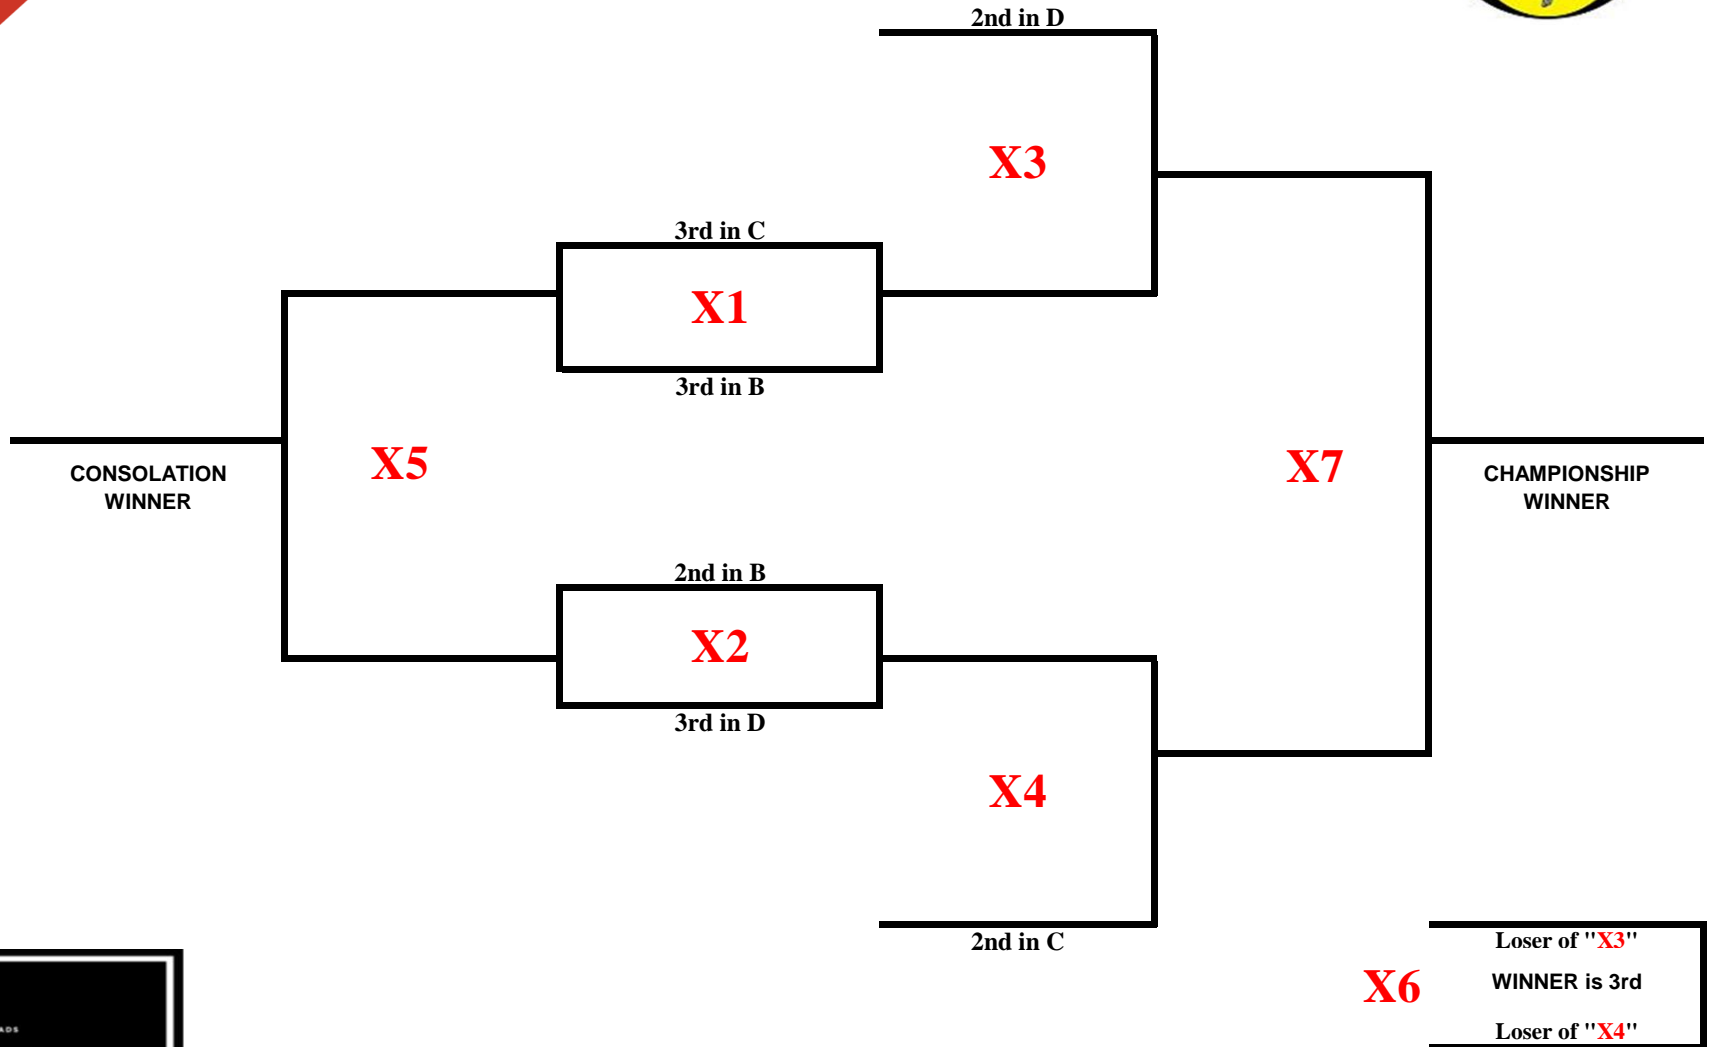 2nd in D
X3
3rd in C
X1
3rd in B
X5
X7
CONSOLATION
WINNER
CHAMPIONSHIP
WINNER
2nd in B
X2
3rd in D
X4
2nd in C
Loser of "X3"
X6
WINNER is 3rd
Loser of "X4"